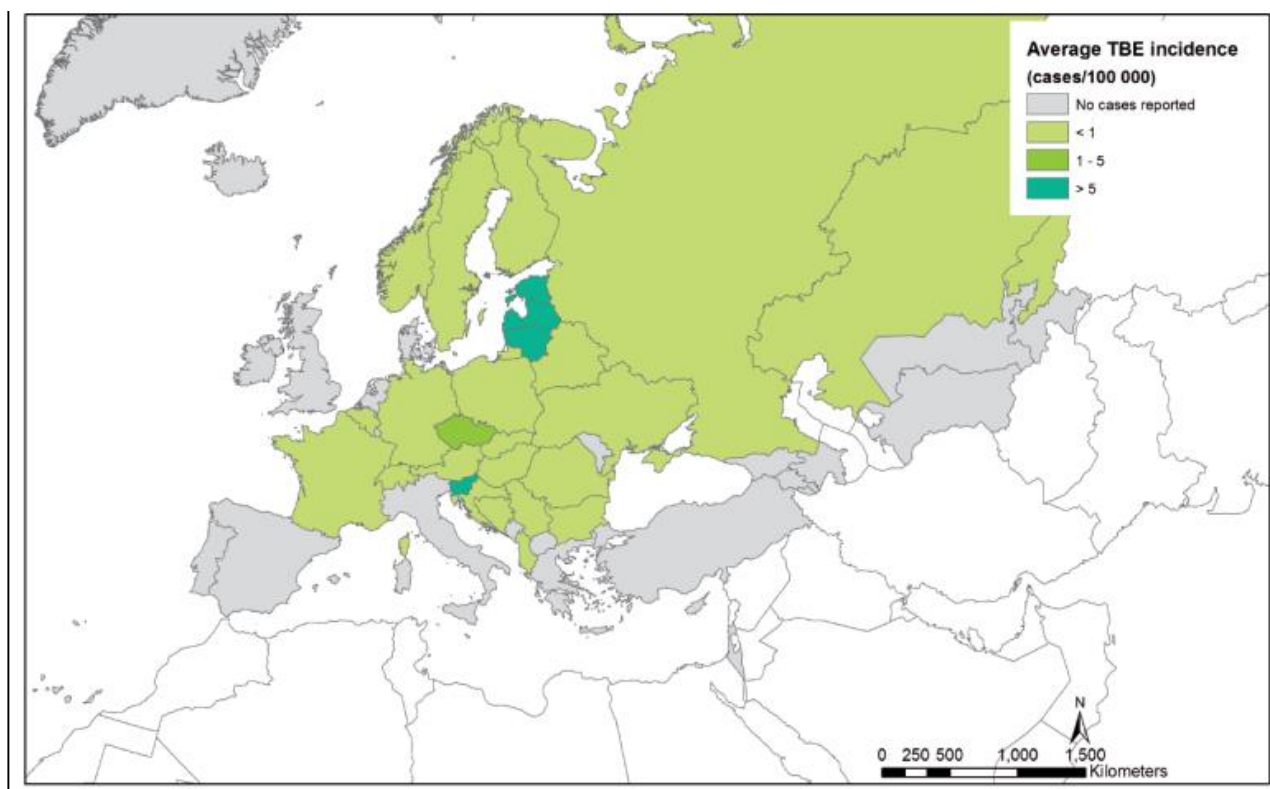 Average TBE incidence
(cases/100 000)
No cases reported
< 1
1 - 5
> 5
N
0 250 500 1,000 1,500
Kilometers